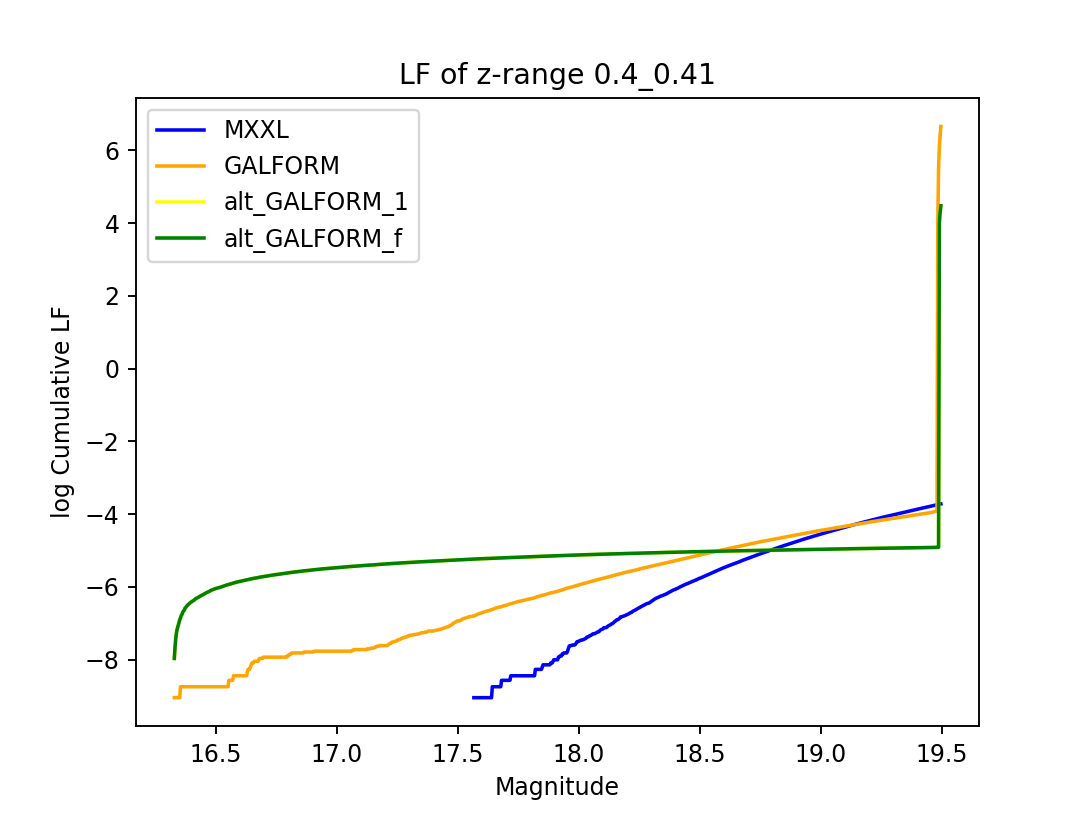 LF of z-range 0.4_0.41
MXXL
GALFORM
alt_GALFORM_1
alt_GALFORM_f
log Cumulative LF
6
4
2
0
−2
−4
−6
−8
16.5 17.0 17.5 18.0 18.5 19.0 19.5
Magnitude